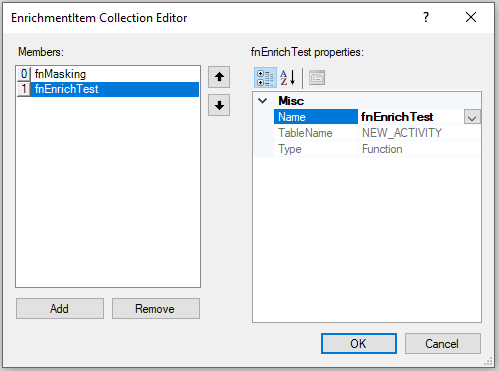 EnrichmentItem Collection Editor
?
Members:
0 fnMasking
1 fnEnrichTest
Add
Remove
fnEnrichTest properties:
A
Z
Misc
Name fnEnrichTest
TableName NEW_ACTIVITY
Type Function
OK
Cancel